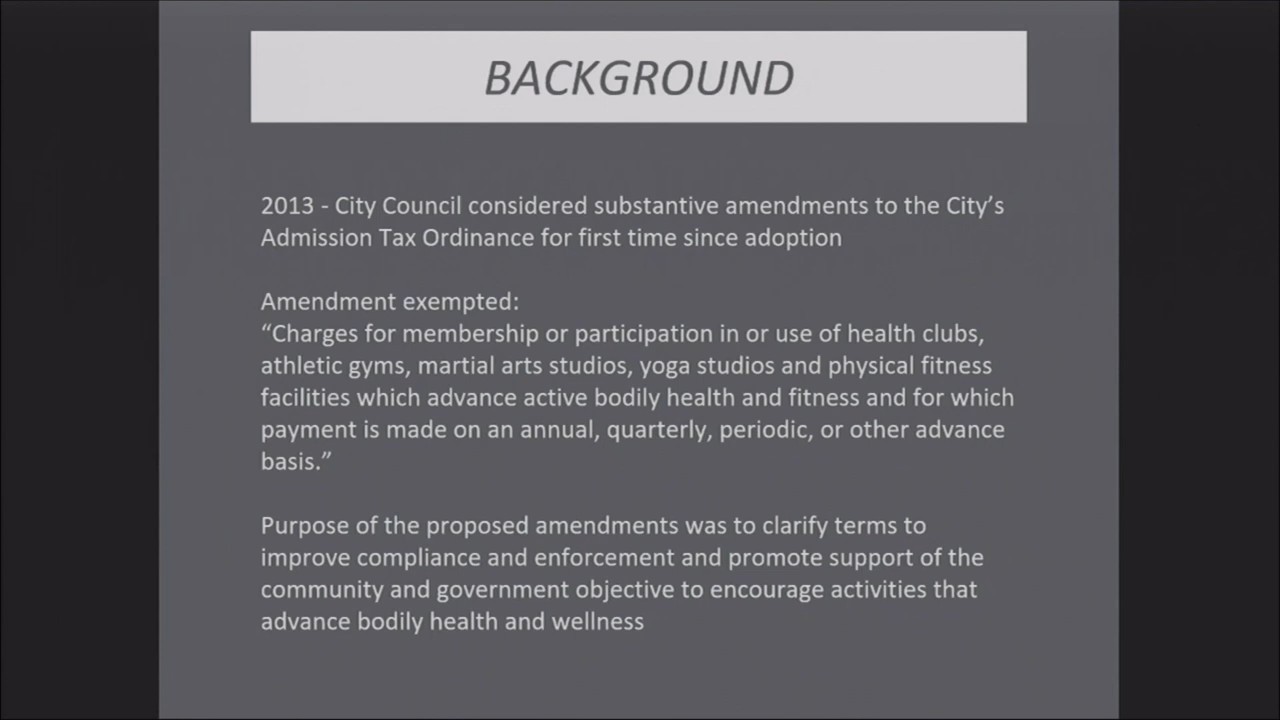 BACKGROUND
2013 - City Council considered substantive amendments to the City’s
Admission Tax Ordinance for first time since adoption
Amendment exempted:
“Charges for membership or participation in or use of health clubs,
athletic gyms, martial arts studios, yoga studios and physical fitness
facilities which advance active bodily health and fitness and for which
payment is made on an annual, quarterly, periodic, or other advance
basis.”
Purpose of the proposed amendments was to clarify terms to
improve compliance and enforcement and promote support of the
community and government objective to encourage activities that
advance bodily health and wellness